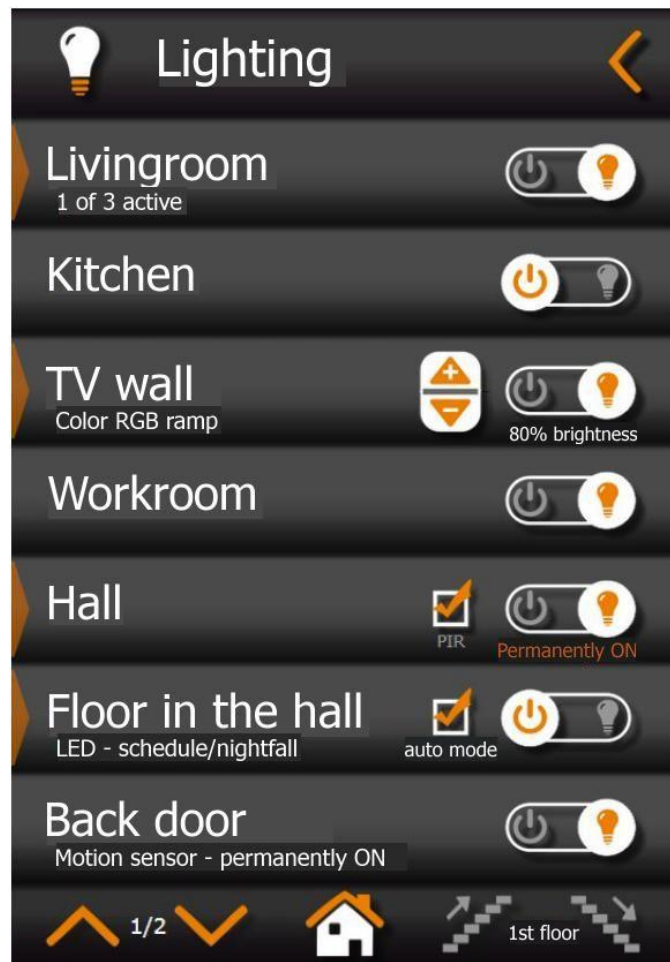 Lighting
Livingroom
1 of 3 active
Kitchen
TV wall
Color RGB ramp
80% brightness
Workroom
Hall
PIR
Permanently ON
Floor in the hall
LED - schedule/nightfall
auto mode
Back door
Motion sensor - permanently ON
1/2
1st floor